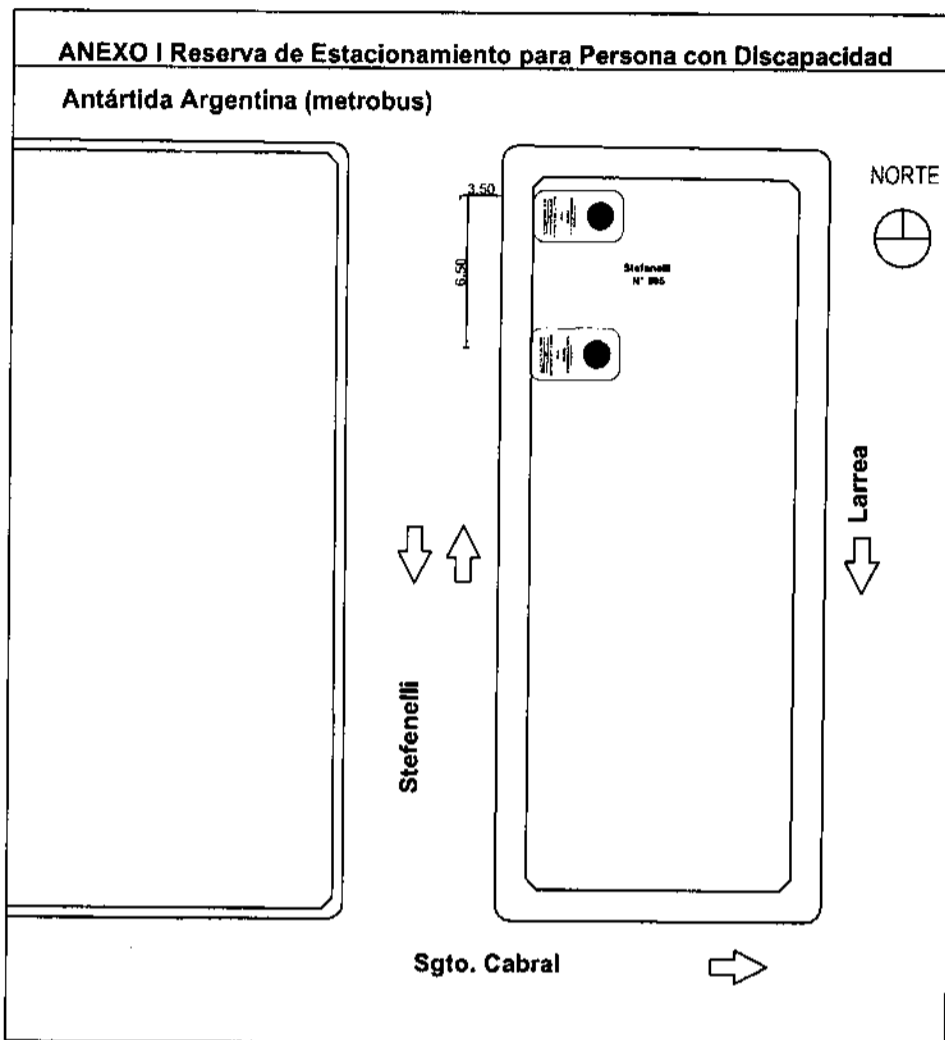 ANEXO I Reserva de Estacionamiento para Persona con Discapacidad
Antártida Argentina (metrobus)
NORTE
3.50
6.50
Stefanelli
N°
Larrea
Stefenelli
Sgto. Cabral